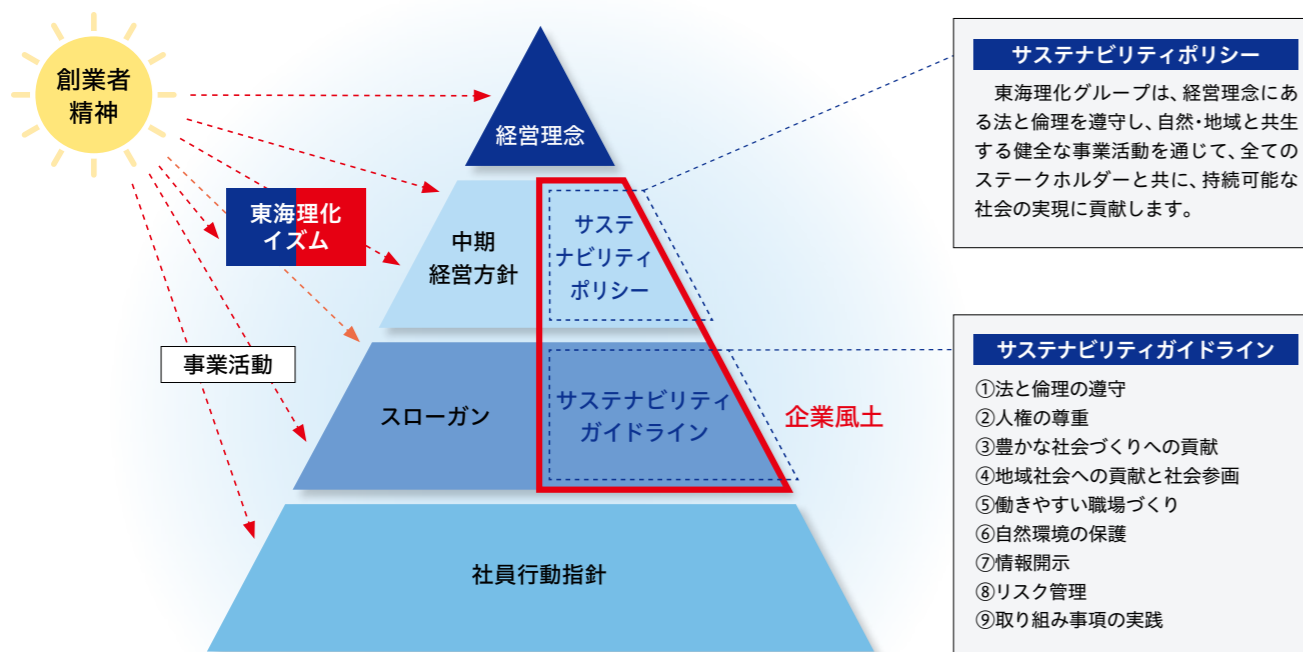 創業者
精神
東海理化
イズム
事業活動
経営理念
中期
経営方針
サステ
ナビリティ
ポリシー
スローガン
サステナビリティ
ガイドライン
企業風土
社員行動指針
サステナビリティポリシー
東海理化グループは、経営理念にあ
る法と倫理を遵守し、自然・地域と共生
する健全な事業活動を通じて、全ての
ステークホルダーと共に、持続可能な
社会の実現に貢献します。
サステナビリティガイドライン
①法と倫理の遵守
②人権の尊重
③豊かな社会づくりへの貢献
④地域社会への貢献と社会参画
⑤働きやすい職場づくり
⑥自然環境の保護
⑦情報開示
⑧リスク管理
⑨取り組み事項の実践